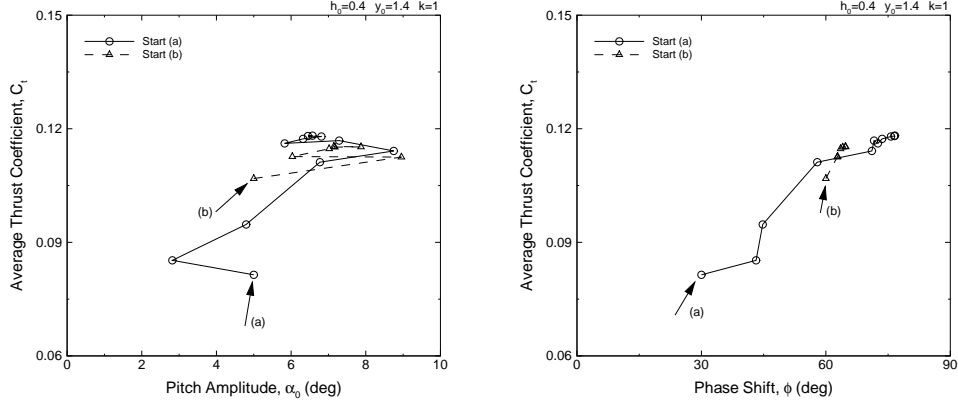 h₀=0.4 y₀=1.4 k=1
Start (a)
Start (b)
0.15
0.12
0.09
0.06
Average Thrust Coefficient, Cₜ
(b)
(a)
0 2 4 6 8 10
Pitch Amplitude, α₀ (deg)
h₀=0.4 y₀=1.4 k=1
Start (a)
Start (b)
0.15
0.12
0.09
0.06
Average Thrust Coefficient, Cₜ
(b)
(a)
0 30 60 90
Phase Shift, ϕ (deg)